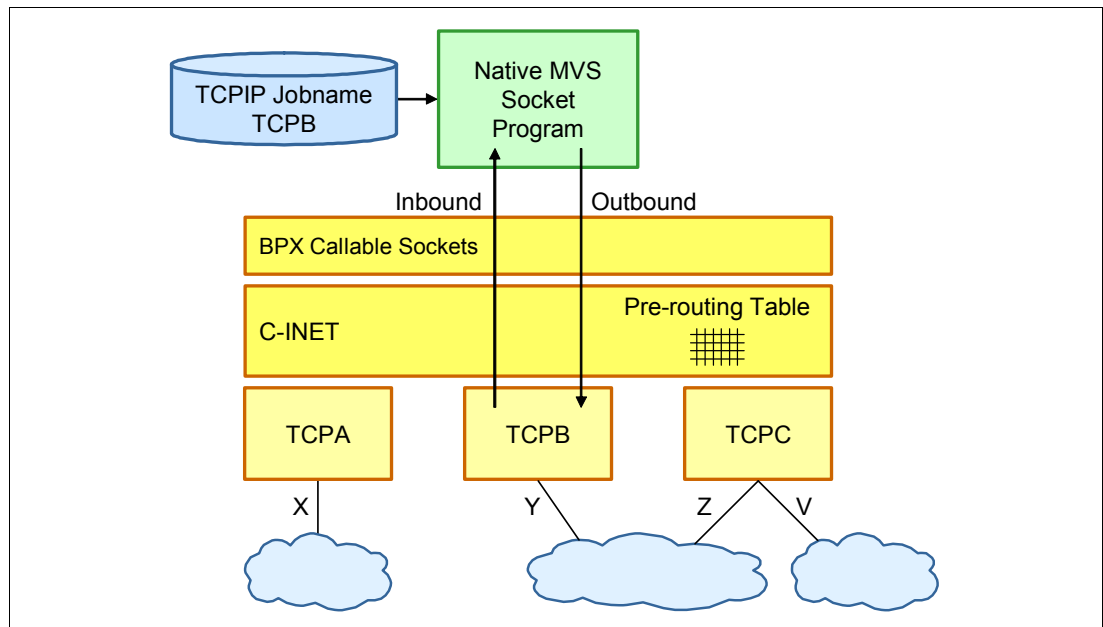 TCPIP Jobname
TCPB
Native MVS
Socket
Program
Inbound
Outbound
BPX Callable Sockets
C-INET
Pre-routing Table
TCPA
TCPB
TCPC
X
Y
Z
V